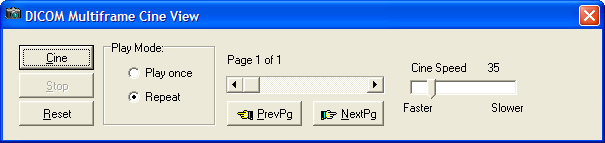 DICOM Multiframe Cine View
Cine
Stop
Reset
Play Mode:
Play once
Repeat
Page 1 of 1
PrevPg
NextPg
Cine Speed 35
Faster Slower